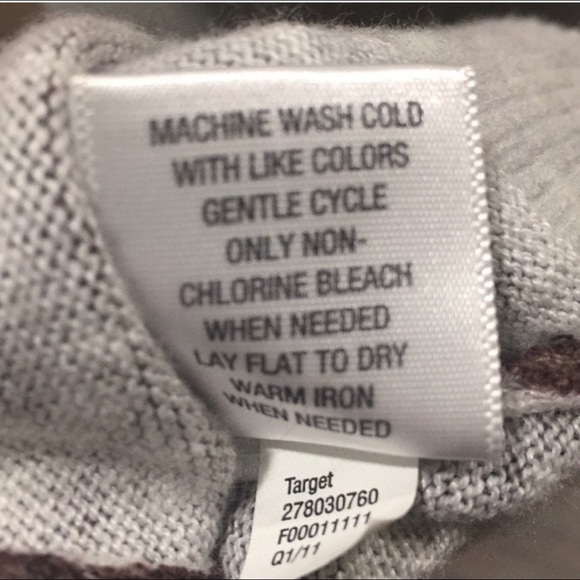 MACHINE WASH COLD
WITH LIKE COLORS
GENTLE CYCLE
ONLY NON-
CHLORINE BLEACH
WHEN NEEDED
LAY FLAT TO DRY
WARM IRON
WHEN NEEDED
Target
278030760
F00011111
Q1/11